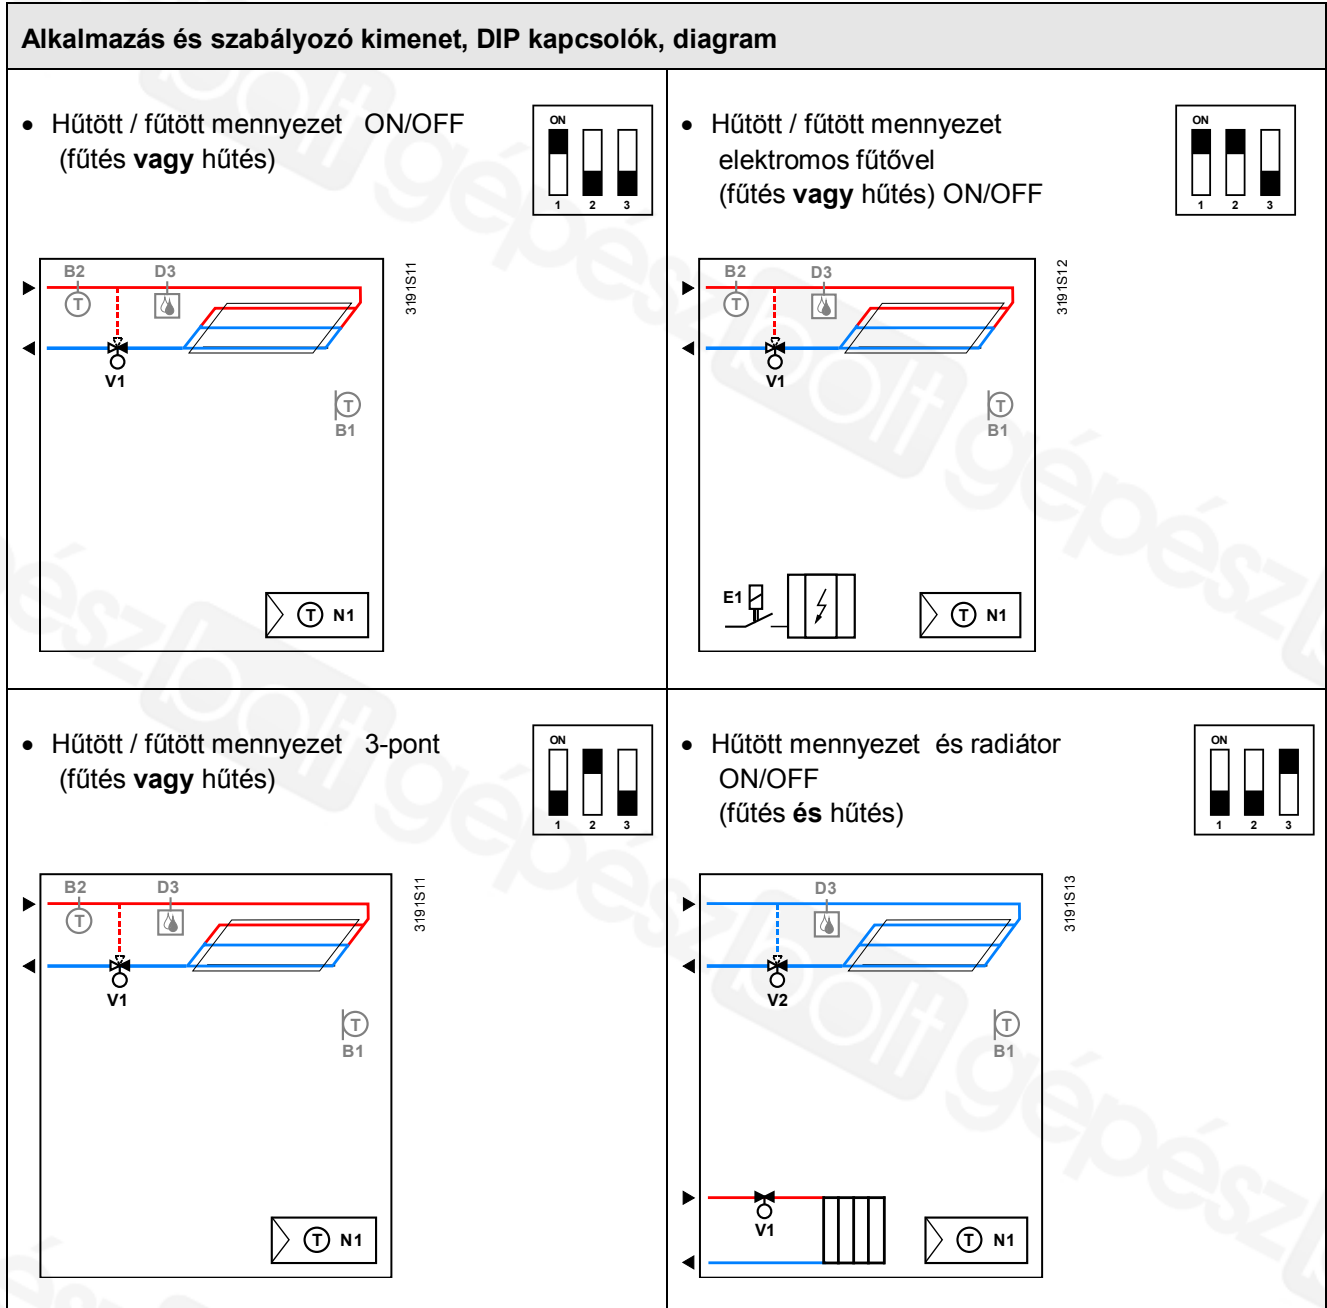 Alkalmazás és szabályozó kimenet, DIP kapcsolók, diagram
• Hűtött / fűtött mennyezet ON/OFF
(fűtés vagy hűtés)
ON
1 2 3
B2 D3
T
V1
T
B1
T N1
3191S11
• Hűtött / fűtött mennyezet
elektromos fűtővel
(fűtés vagy hűtés) ON/OFF
ON
1 2 3
B2 D3
T
V1
T
B1
E1
T N1
3191S12
• Hűtött / fűtött mennyezet 3-pont
(fűtés vagy hűtés)
ON
1 2 3
B2 D3
T
V1
T
B1
T N1
3191S11
• Hűtött mennyezet és radiátor
ON/OFF
(fűtés és hűtés)
ON
1 2 3
D3
V2
T
B1
V1
T N1
3191S13
gépészbolt